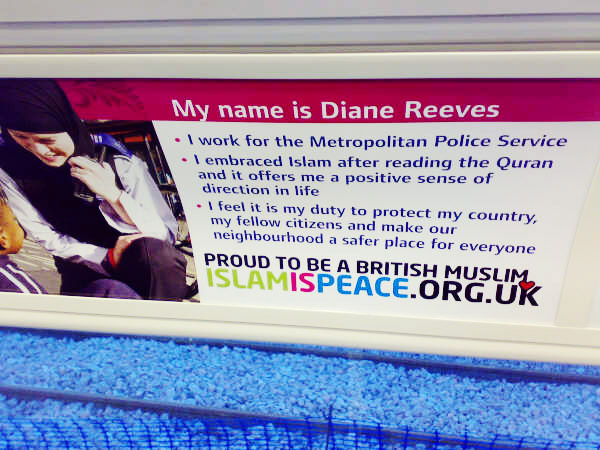 My name is Diane Reeves
• I work for the Metropolitan Police Service
• I embraced Islam after reading the Quran
and it offers me a positive sense of
direction in life
• I feel it is my duty to protect my country,
my fellow citizens and make our
neighbourhood a safer place for everyone
PROUD TO BE A BRITISH MUSLIM
ISLAMISPEACE.ORG.UK